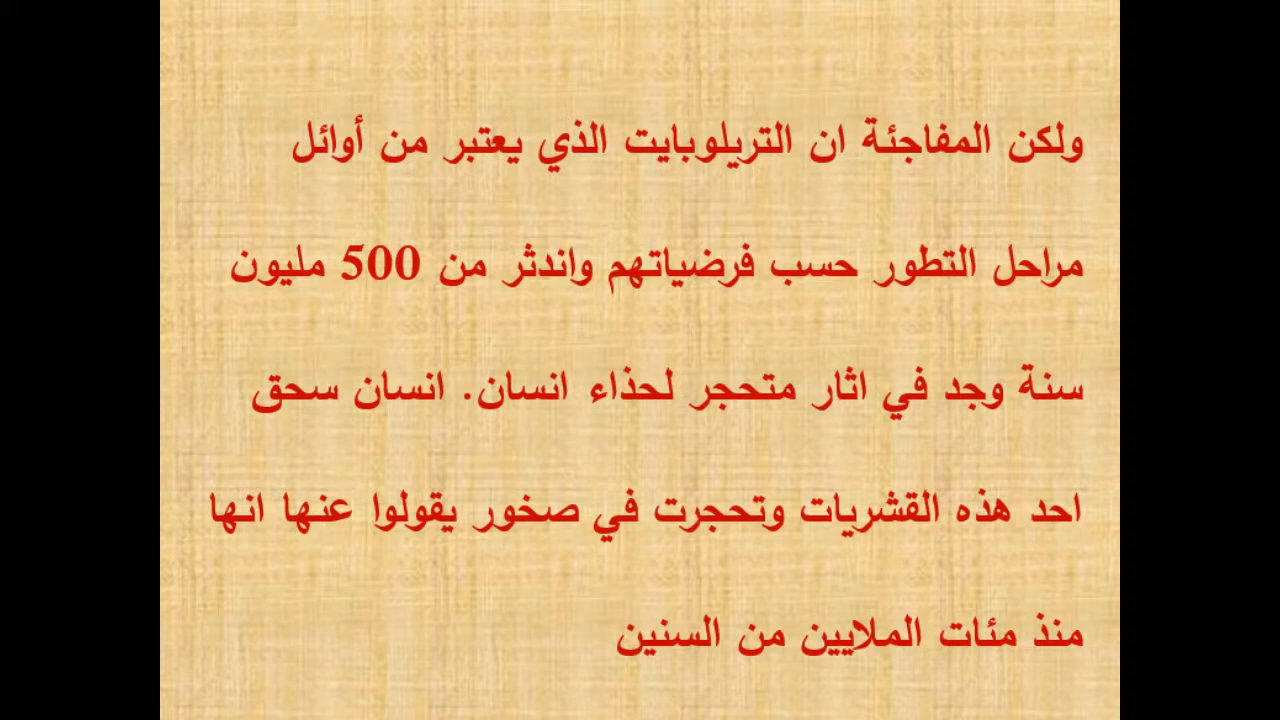 ولكن المفاجئة ان التريلوبايت الذي يعتبر من أوائل
مراحل التطور حسب فرضياتهم واندثر من 500 مليون
سنة وجد في اثار متحجر لحذاء انسان. انسان سحق
احد هذه القشريات وتحجرت في صخور يقولوا عنها انها
منذ مئات الملايين من السنين